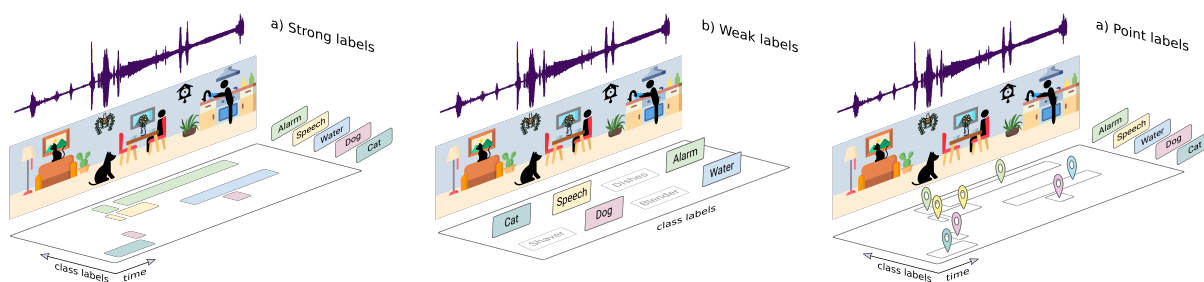 a) Strong labels
Alarm
Speech
Water
Dog
Cat
class labels
time
b) Weak labels
Alarm
Water
Dishes
Speech
Blender
Dog
Cat
Shaver
class labels
a) Point labels
Alarm
Speech
Water
Dog
Cat
class labels
time